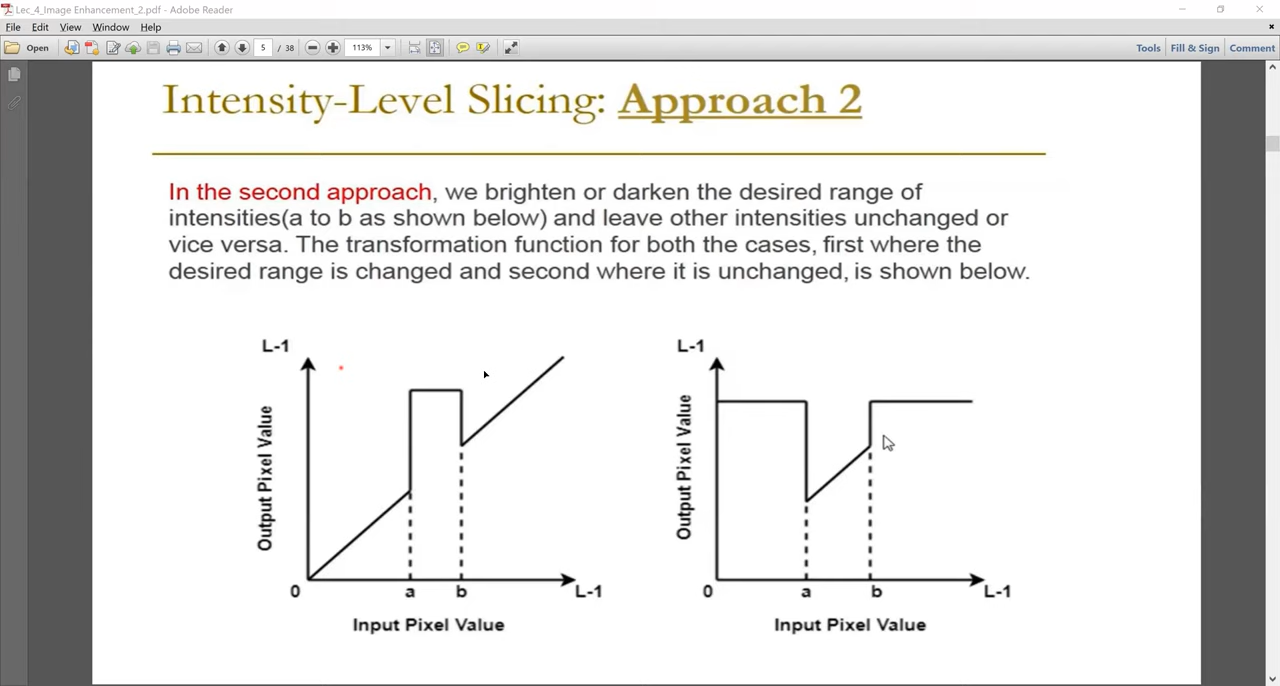 Lec_4_Image Enhancement_2.pdf - Adobe Reader
File Edit View Window Help
Open 5 / 38 113% Tools Fill & Sign Comment
Intensity-Level Slicing: Approach 2
In the second approach, we brighten or darken the desired range of
intensities(a to b as shown below) and leave other intensities unchanged or
vice versa. The transformation function for both the cases, first where the
desired range is changed and second where it is unchanged, is shown below.
L-1
Output Pixel Value
0 a b L-1
Input Pixel Value
L-1
Output Pixel Value
0 a b L-1
Input Pixel Value